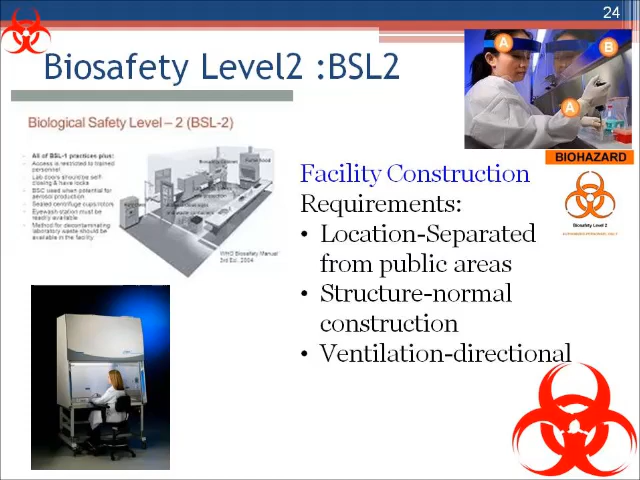 24
Biosafety Level2 :BSL2
A
B
A
Biological Safety Level – 2 (BSL-2)
All of BSL-1 practices plus:
Access is restricted to trained
personnel
Lab doors should be self-
closing & have locks
BSC used when potential for
aerosol production
Sealed centrifuge cups/rotors
Eyewash station must be
readily available
Method for decontaminating
laboratory waste should be
available in the facility.
WHO Biosafety Manual
3rd Ed., 2004
BIOHAZARD
Biosafety Level 2
Facility Construction
Requirements:
• Location-Separated
from public areas
• Structure-normal
construction
• Ventilation-directional